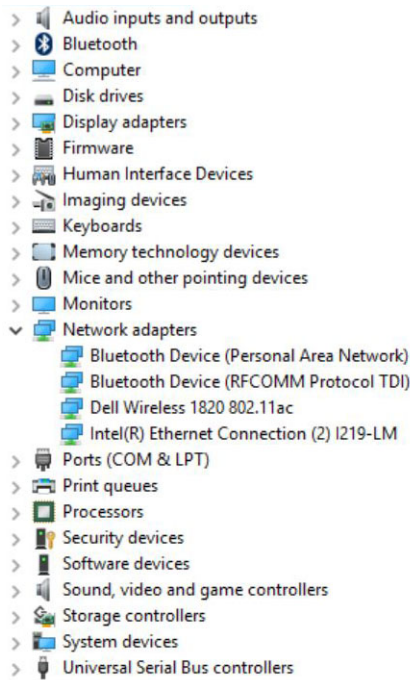 Audio inputs and outputs
Bluetooth
Computer
Disk drives
Display adapters
Firmware
Human Interface Devices
Imaging devices
Keyboards
Memory technology devices
Mice and other pointing devices
Monitors
Network adapters
Bluetooth Device (Personal Area Network)
Bluetooth Device (RFCOMM Protocol TDI)
Dell Wireless 1820 802.11ac
Intel(R) Ethernet Connection (2) I219-LM
Ports (COM & LPT)
Print queues
Processors
Security devices
Software devices
Sound, video and game controllers
Storage controllers
System devices
Universal Serial Bus controllers